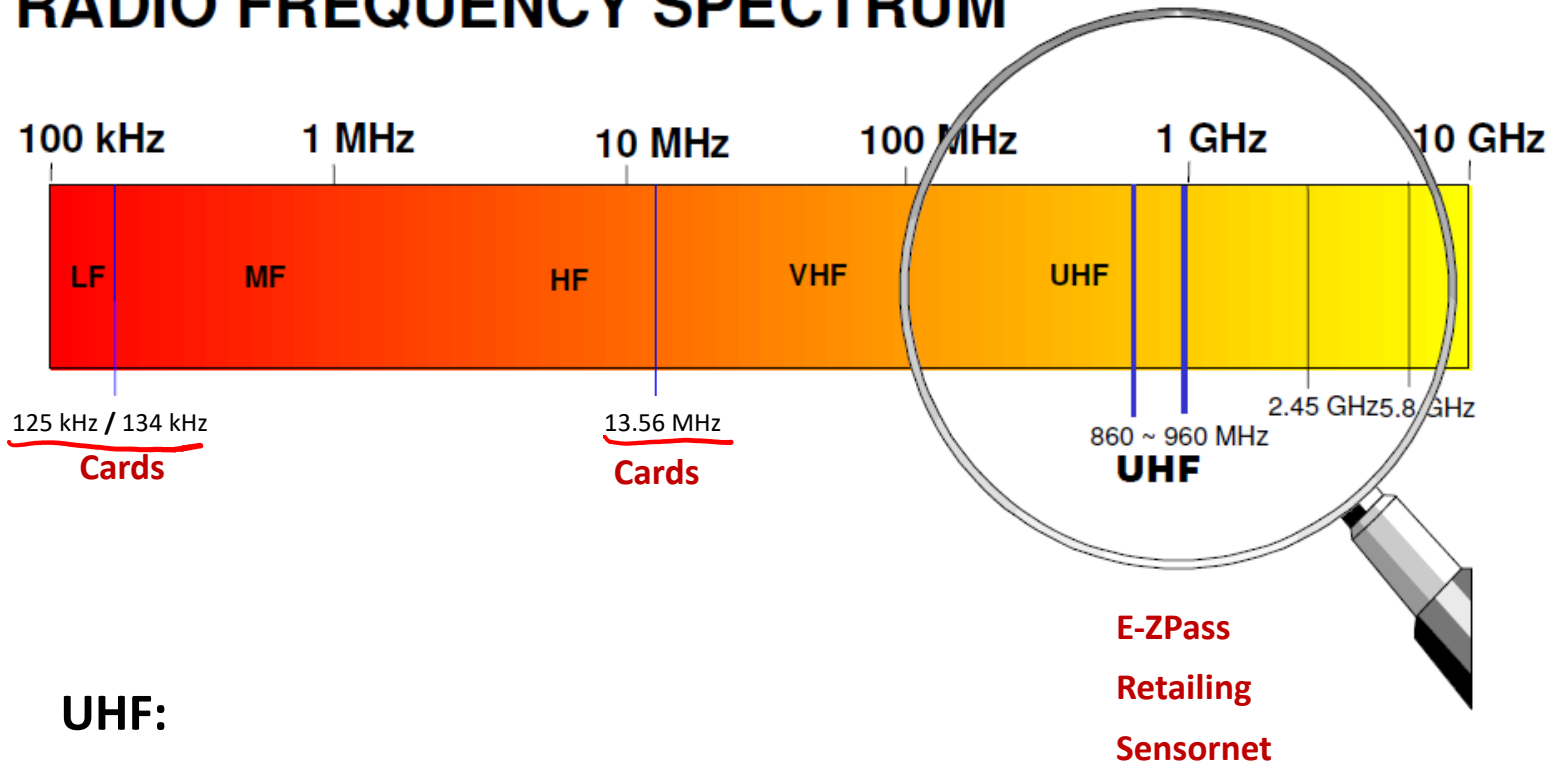 RADIO FREQUENCY SPECTRUM
100 kHz 1 MHz 10 MHz 100 MHz 1 GHz 10 GHz
LF MF HF VHF UHF
125 kHz / 134 kHz 13.56 MHz 2.45 GHz 5.8 GHz
860 ~ 960 MHz
Cards Cards UHF
E-ZPass
Retailing
UHF:
Sensornet